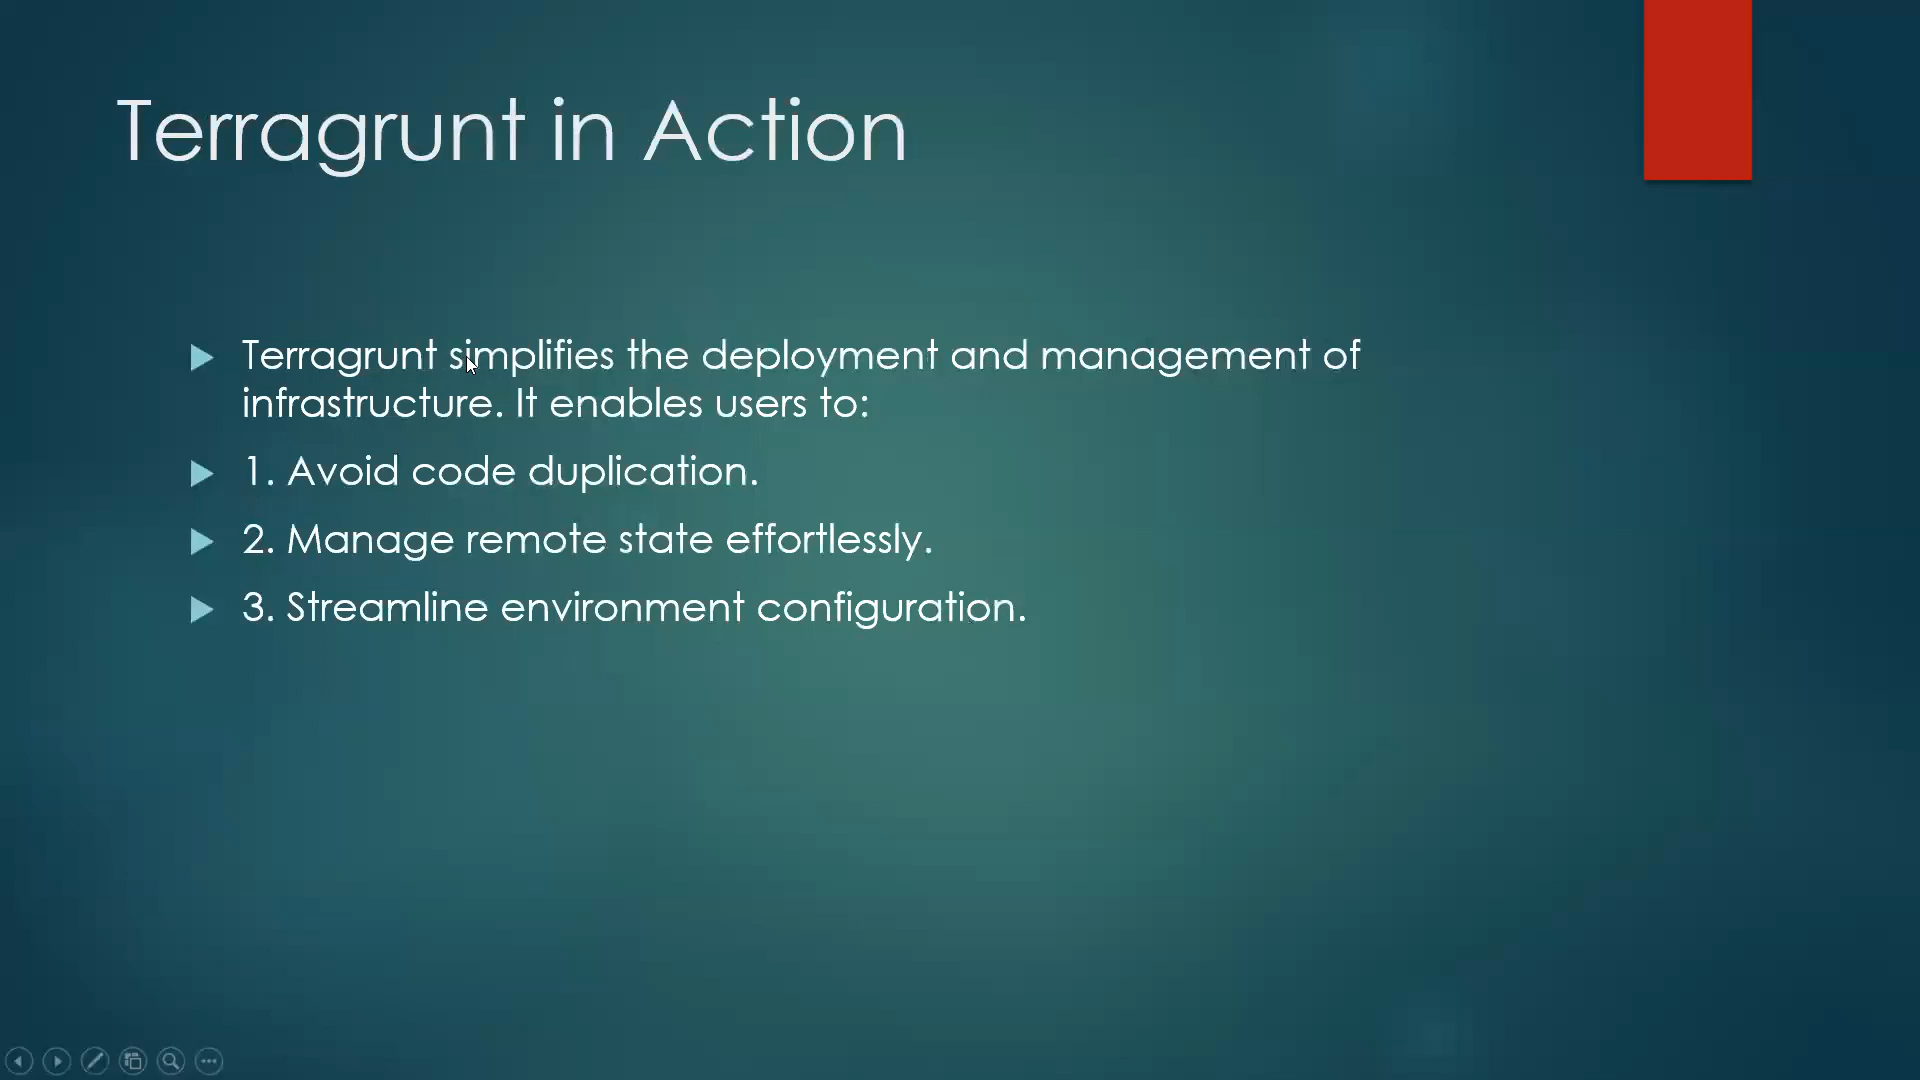 Terragrunt in Action
Terragrunt simplifies the deployment and management of
infrastructure. It enables users to:
1. Avoid code duplication.
2. Manage remote state effortlessly.
3. Streamline environment configuration.